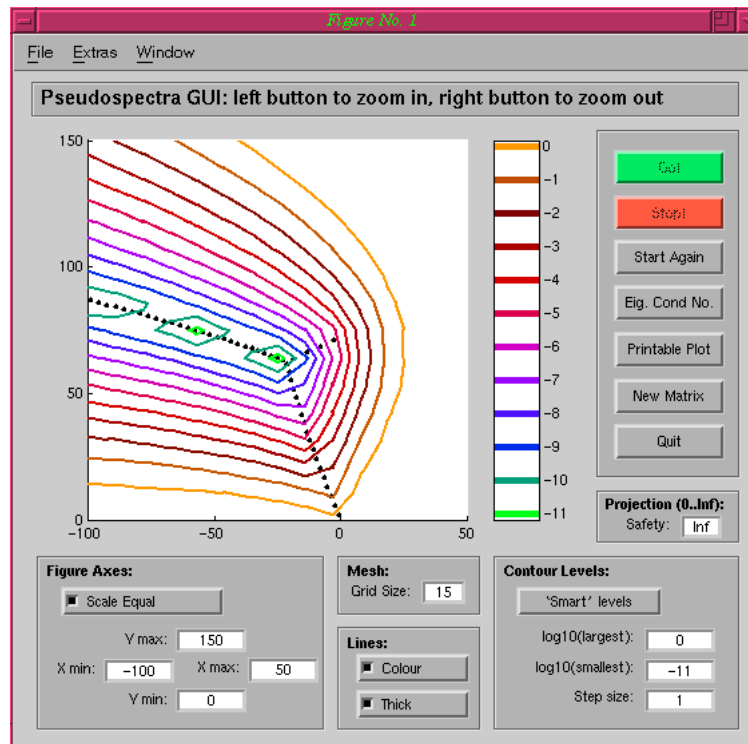 Figure No. 1
File Extras Window
Pseudospectra GUI: left button to zoom in, right button to zoom out
150
100
50
0
-100 -50 0 50
0
-1
-2
-3
-4
-5
-6
-7
-8
-9
-10
-11
Go!
Stop!
Start Again
Eig. Cond No.
Printable Plot
New Matrix
Quit
Projection (0..Inf):
Safety: Inf
Figure Axes:
Scale Equal
Y max: 150
X min: -100 X max: 50
Y min: 0
Mesh:
Grid Size: 15
Lines:
Colour
Thick
Contour Levels:
'Smart' levels
log10(largest): 0
log10(smallest): -11
Step size: 1